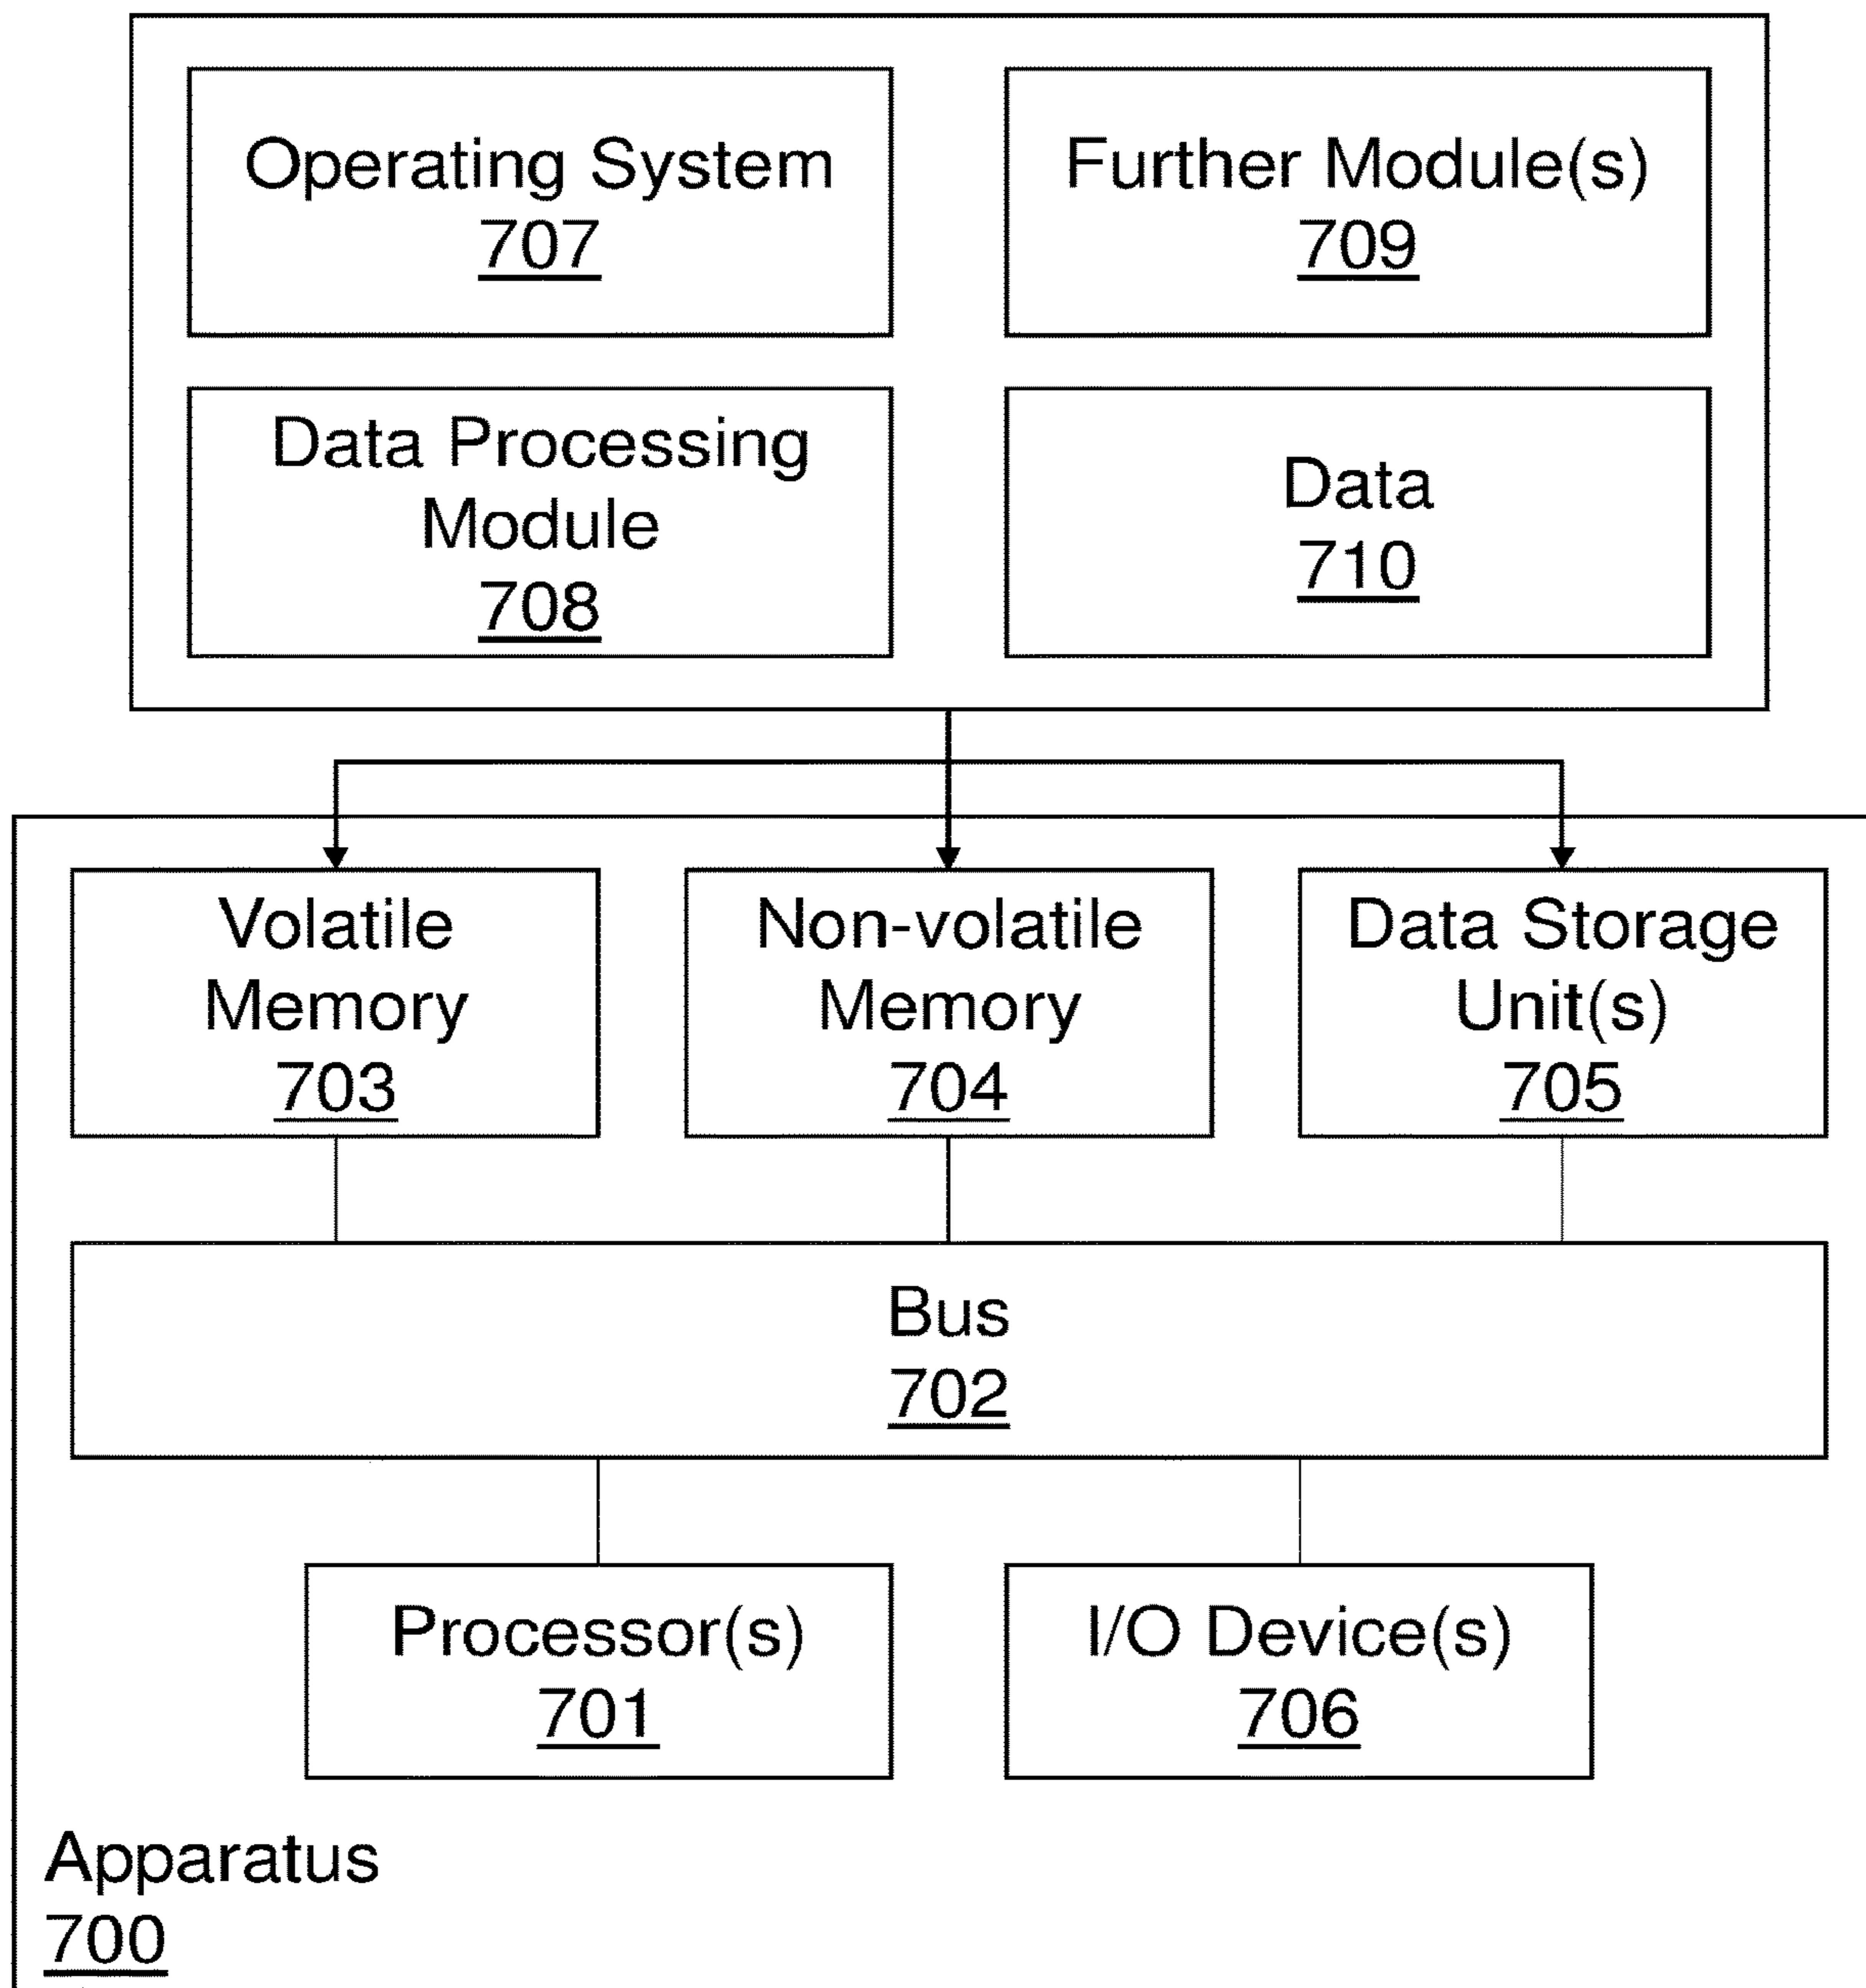 Operating System
707
Further Module(s)
709
Data Processing
Module
708
Data
710
Volatile
Memory
703
Non-volatile
Memory
704
Data Storage
Unit(s)
705
Bus
702
Processor(s)
701
I/O Device(s)
706
Apparatus
700